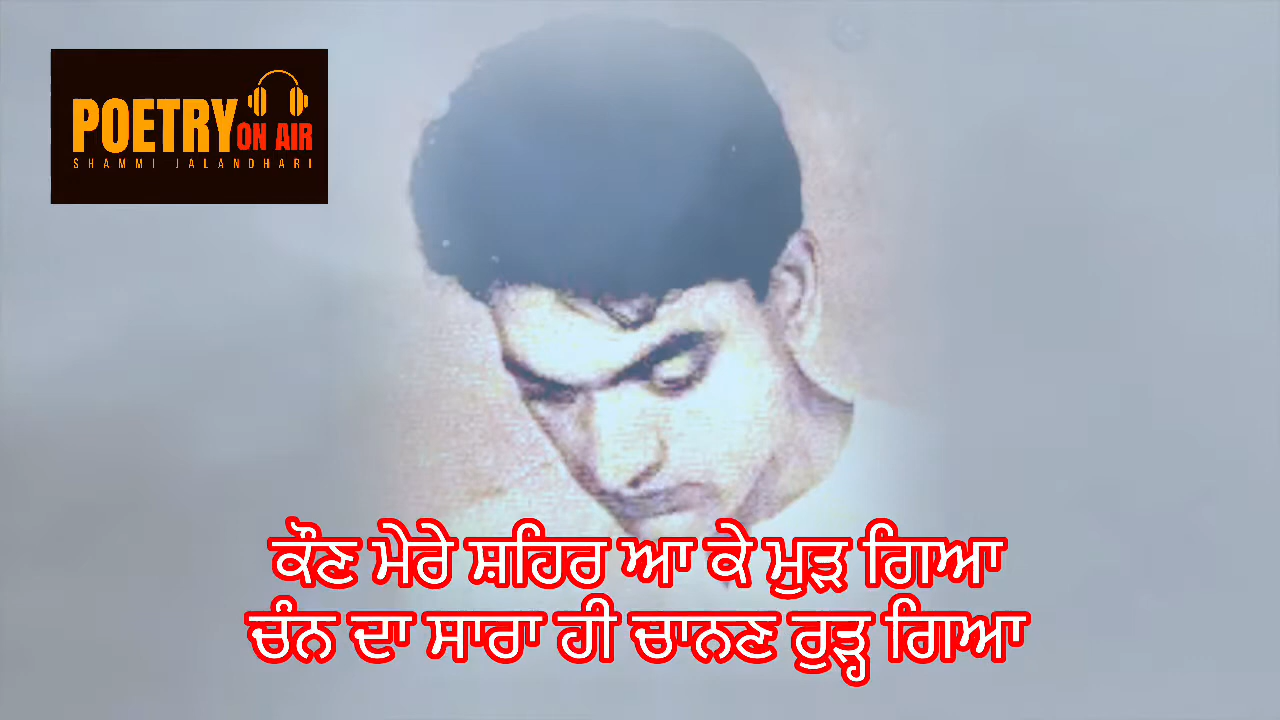 POETRY
ON AIR
SHAMMI JALANDHARI
ਕੌਣ ਮੇਰੇ ਸ਼ਹਿਰ ਆ ਕੇ ਮੁੜ ਗਿਆ
ਚੰਨ ਦਾ ਸਾਰਾ ਹੀ ਚਾਨਣ ਰੁੜ੍ਹ ਗਿਆ